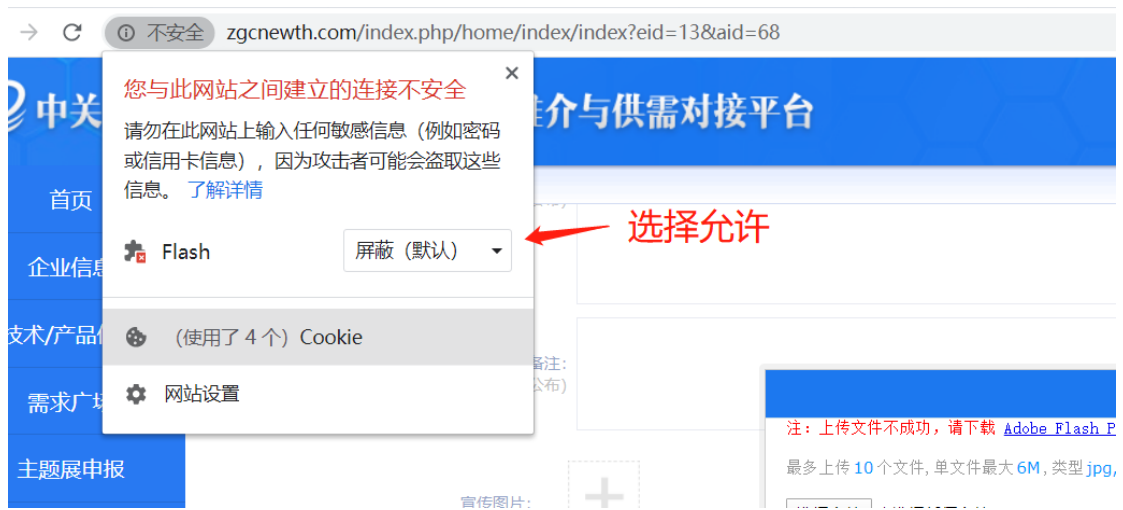 不安全 zgcnewth.com/index.php/home/index/index?eid=13&aid=68
您与此网站之间建立的连接不安全
请勿在此网站上输入任何敏感信息（例如密码
或信用卡信息），因为攻击者可能会盗取这些
信息。 了解详情
Flash 屏蔽（默认）
选择允许
（使用了 4 个）Cookie
网站设置
中关
介与供需对接平台
首页
企业信息
技术/产品
需求广场
主题展申报
备注:
公布)
宣传图片:
注: 上传文件不成功，请下载 Adobe Flash P
最多上传 10 个文件, 单文件最大 6M , 类型 jpg,